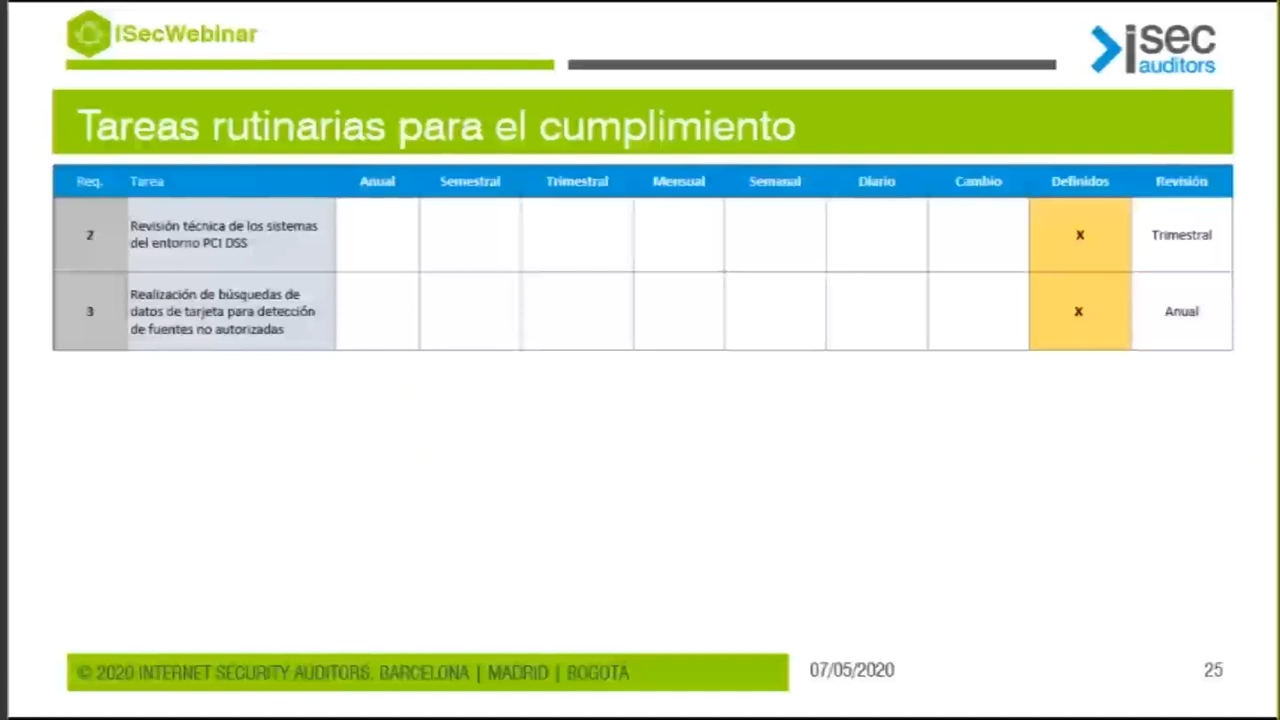 ISecWebinar
isec
auditors
Tareas rutinarias para el cumplimiento
Req. Tarea Anual Semestral Trimestral Mensual Semanal Diario Cambio Definidos Revisión
2 Revisión técnica de los sistemas del entorno PCI DSS X Trimestral
3 Realización de búsquedas de datos de tarjeta para detección de fuentes no autorizadas X Anual
© 2020 INTERNET SECURITY AUDITORS. BARCELONA | MADRID | BOGOTA 07/05/2020 25